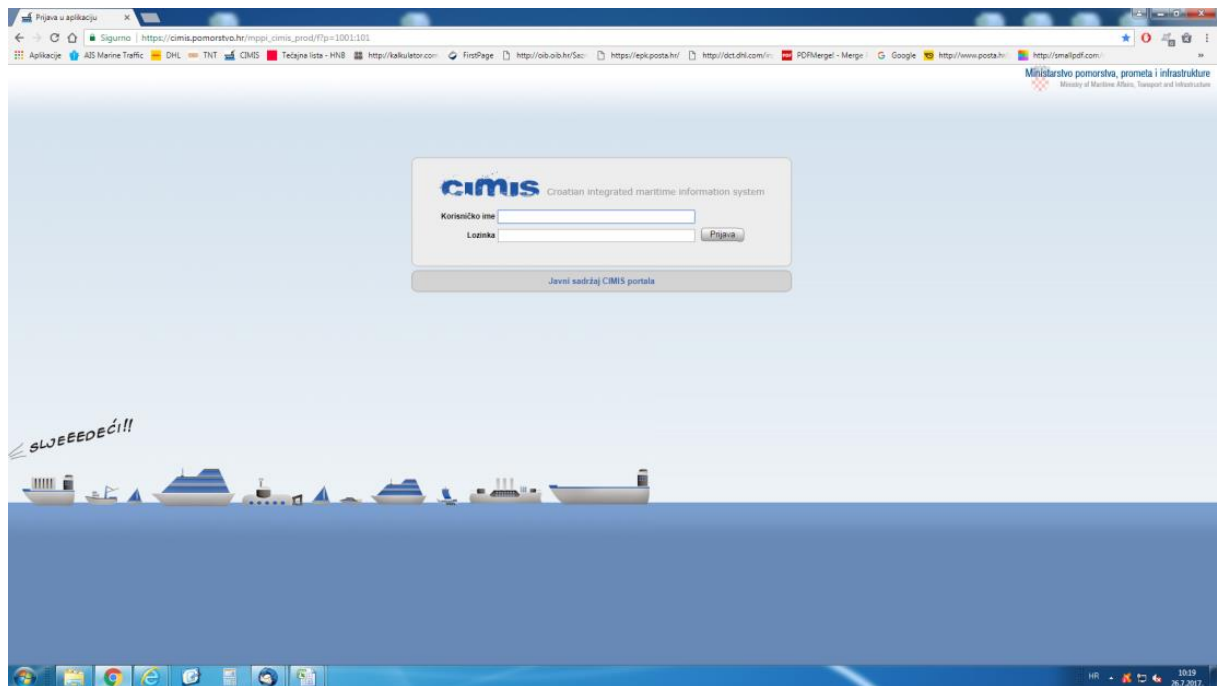 Prijava u aplikaciju
Sigurno | https://cimis.pomorstvo.hr/mppi_cimis_prod/f?p=1001:101
Aplikacije AIS Marine Traffic DHL TNT CIMIS Tečajna lista - HNB http://kalkulator.com FirstPage http://oib.oib.hr/Sac https://epk.posta.hr/ http://dct.dhl.com/in PDFMerge! - Merge Google http://www.posta.hr http://smallpdf.com
Ministarstvo pomorstva, prometa i infrastrukture
Ministry of Maritime Affairs, Transport and Infrastructure
CIMIS Croatian integrated maritime information system
Korisničko ime
Lozinka Prijava
Javni sadržaj CIMIS portala
SLJEEEDEĆI!!
HR 10:19
26.7.2017.